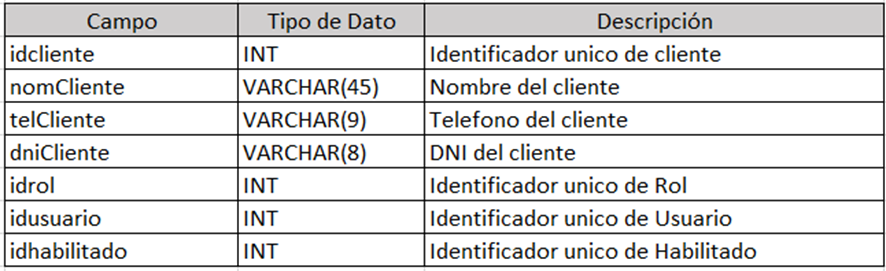 Campo Tipo de Dato Descripción
idcliente INT Identificador unico de cliente
nomCliente VARCHAR(45) Nombre del cliente
telCliente VARCHAR(9) Telefono del cliente
dniCliente VARCHAR(8) DNI del cliente
idrol INT Identificador unico de Rol
idusuario INT Identificador unico de Usuario
idhabilitado INT Identificador unico de Habilitado